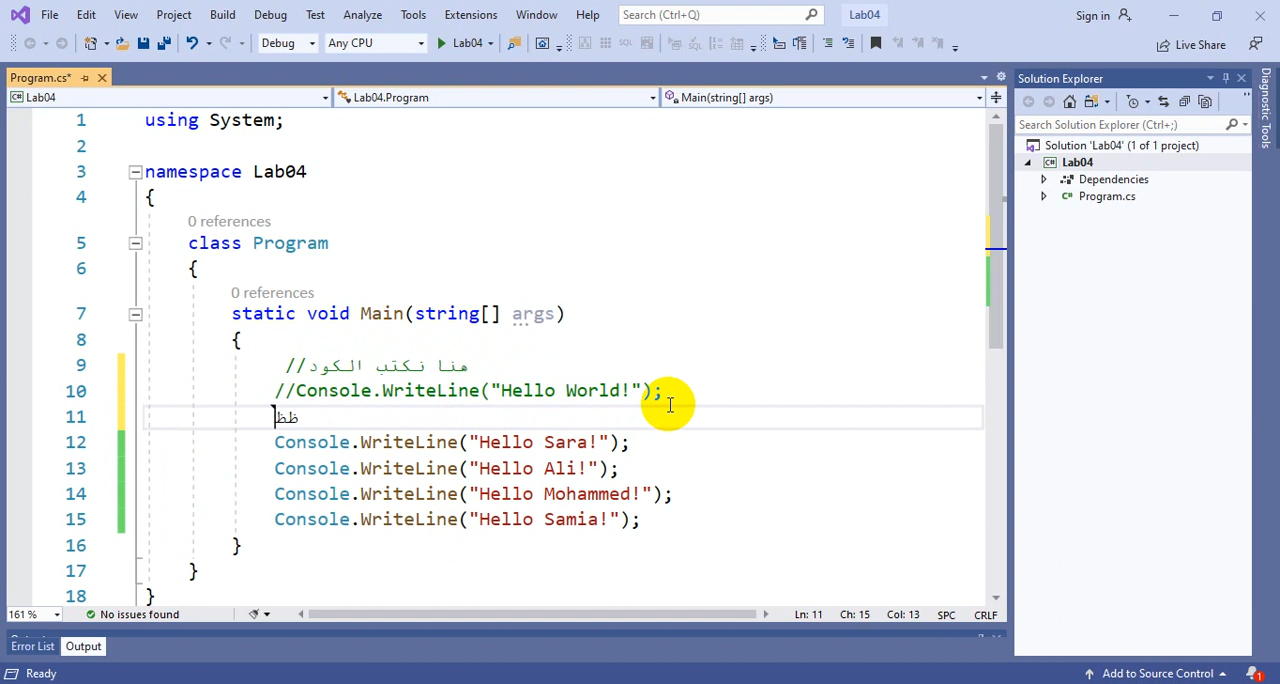 File Edit View Project Build Debug Test Analyze Tools Extensions Window Help Search (Ctrl+Q) Lab04 Sign in
Debug Any CPU Lab04 Live Share
Program.cs*
Lab04 Lab04.Program Main(string[] args)
1 using System;
2
3 namespace Lab04
4 {
0 references
5 class Program
6 {
0 references
7 static void Main(string[] args)
8 {
9 //هنا نكتب الكود
10 //Console.WriteLine("Hello World!");
11 ظظ
12 Console.WriteLine("Hello Sara!");
13 Console.WriteLine("Hello Ali!");
14 Console.WriteLine("Hello Mohammed!");
15 Console.WriteLine("Hello Samia!");
16 }
17 }
18 }
161 % No issues found Ln: 11 Ch: 15 Col: 13 SPC CRLF
Error List Output
Ready Add to Source Control 1
Solution Explorer
Search Solution Explorer (Ctrl+;)
Solution 'Lab04' (1 of 1 project)
Lab04
Dependencies
Program.cs
Diagnostic Tools